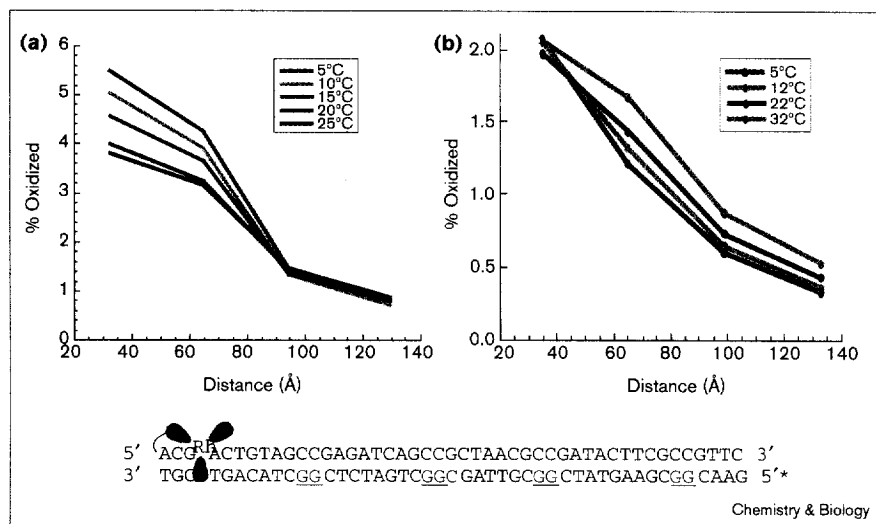 (a)
6
5
4
3
2
1
0
% Oxidized
5°C
10°C
15°C
20°C
25°C
20 40 60 80 100 120 140
Distance (Å)
(b)
2.0
1.5
1.0
0.5
0.0
% Oxidized
5°C
12°C
22°C
32°C
20 40 60 80 100 120 140
Distance (Å)
Rh
5′ ACG ACTGTAGCCGAGATCAGCCGCTAACGCCGATACTTCGCCGTTC 3′
3′ TGC TGACATCGGCTCTAGTCGGCGATTGCGGCTATGAAGCGGCAAG 5′*
Chemistry & Biology